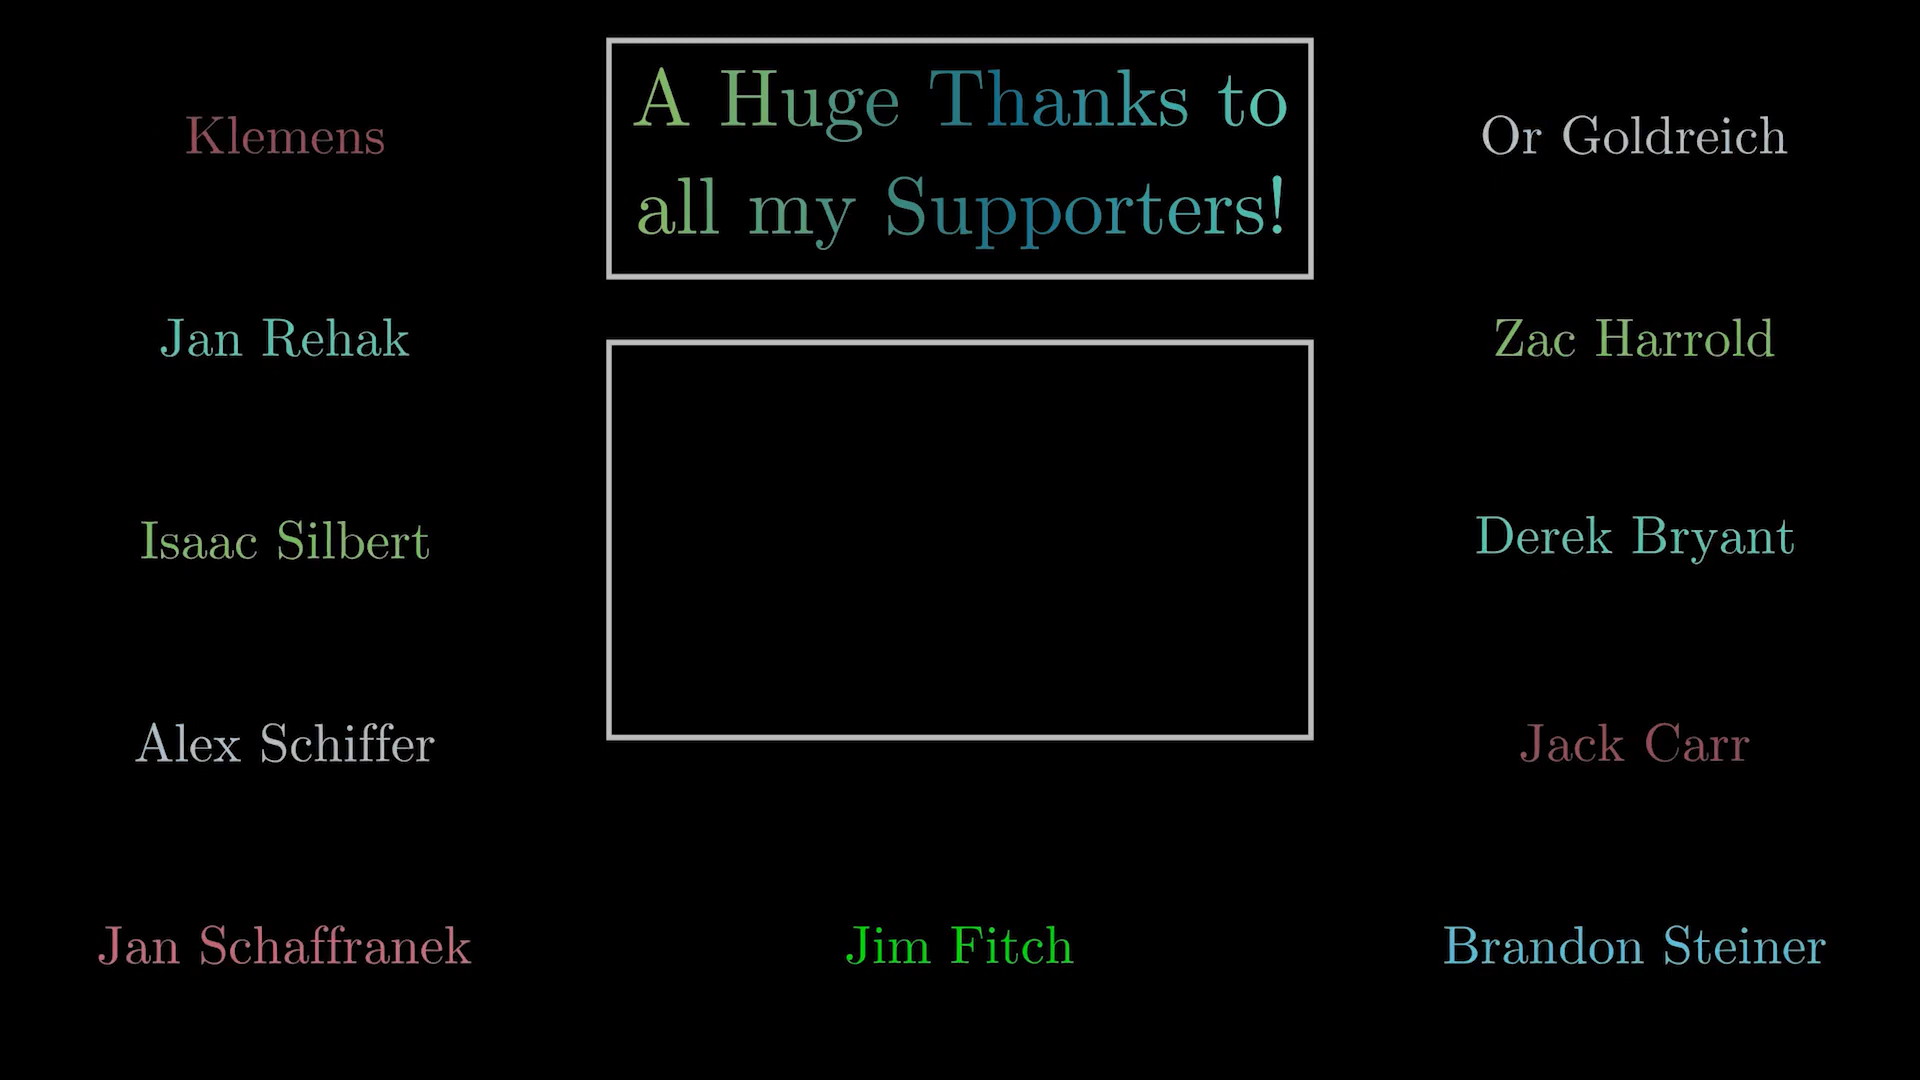 A Huge Thanks to
all my Supporters!
Klemens
Jan Rehak
Isaac Silbert
Alex Schiffer
Jan Schaffranek
Jim Fitch
Or Goldreich
Zac Harrold
Derek Bryant
Jack Carr
Brandon Steiner